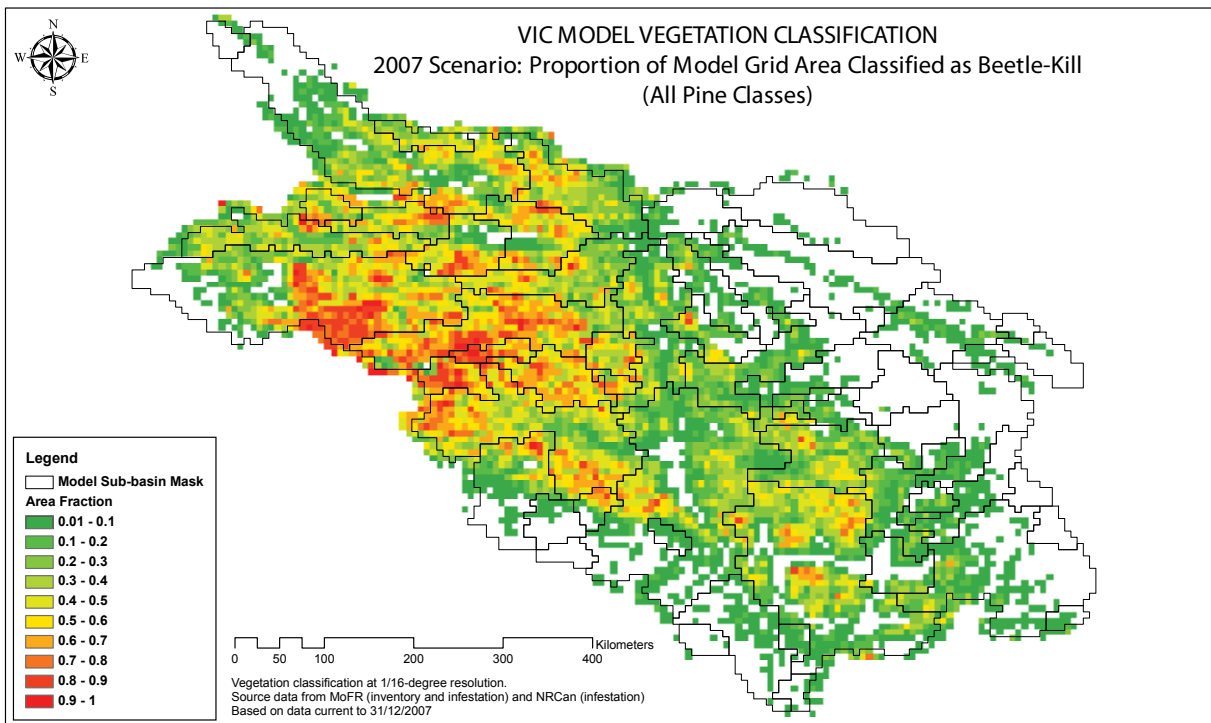 N
W E
S
VIC MODEL VEGETATION CLASSIFICATION
2007 Scenario: Proportion of Model Grid Area Classified as Beetle-Kill
(All Pine Classes)
Legend
Model Sub-basin Mask
Area Fraction
0.01 - 0.1
0.1 - 0.2
0.2 - 0.3
0.3 - 0.4
0.4 - 0.5
0.5 - 0.6
0.6 - 0.7
0.7 - 0.8
0.8 - 0.9
0.9 - 1
Kilometers
0 50 100 200 300 400
Vegetation classification at 1/16-degree resolution.
Source data from MoFR (inventory and infestation) and NRCan (infestation)
Based on data current to 31/12/2007